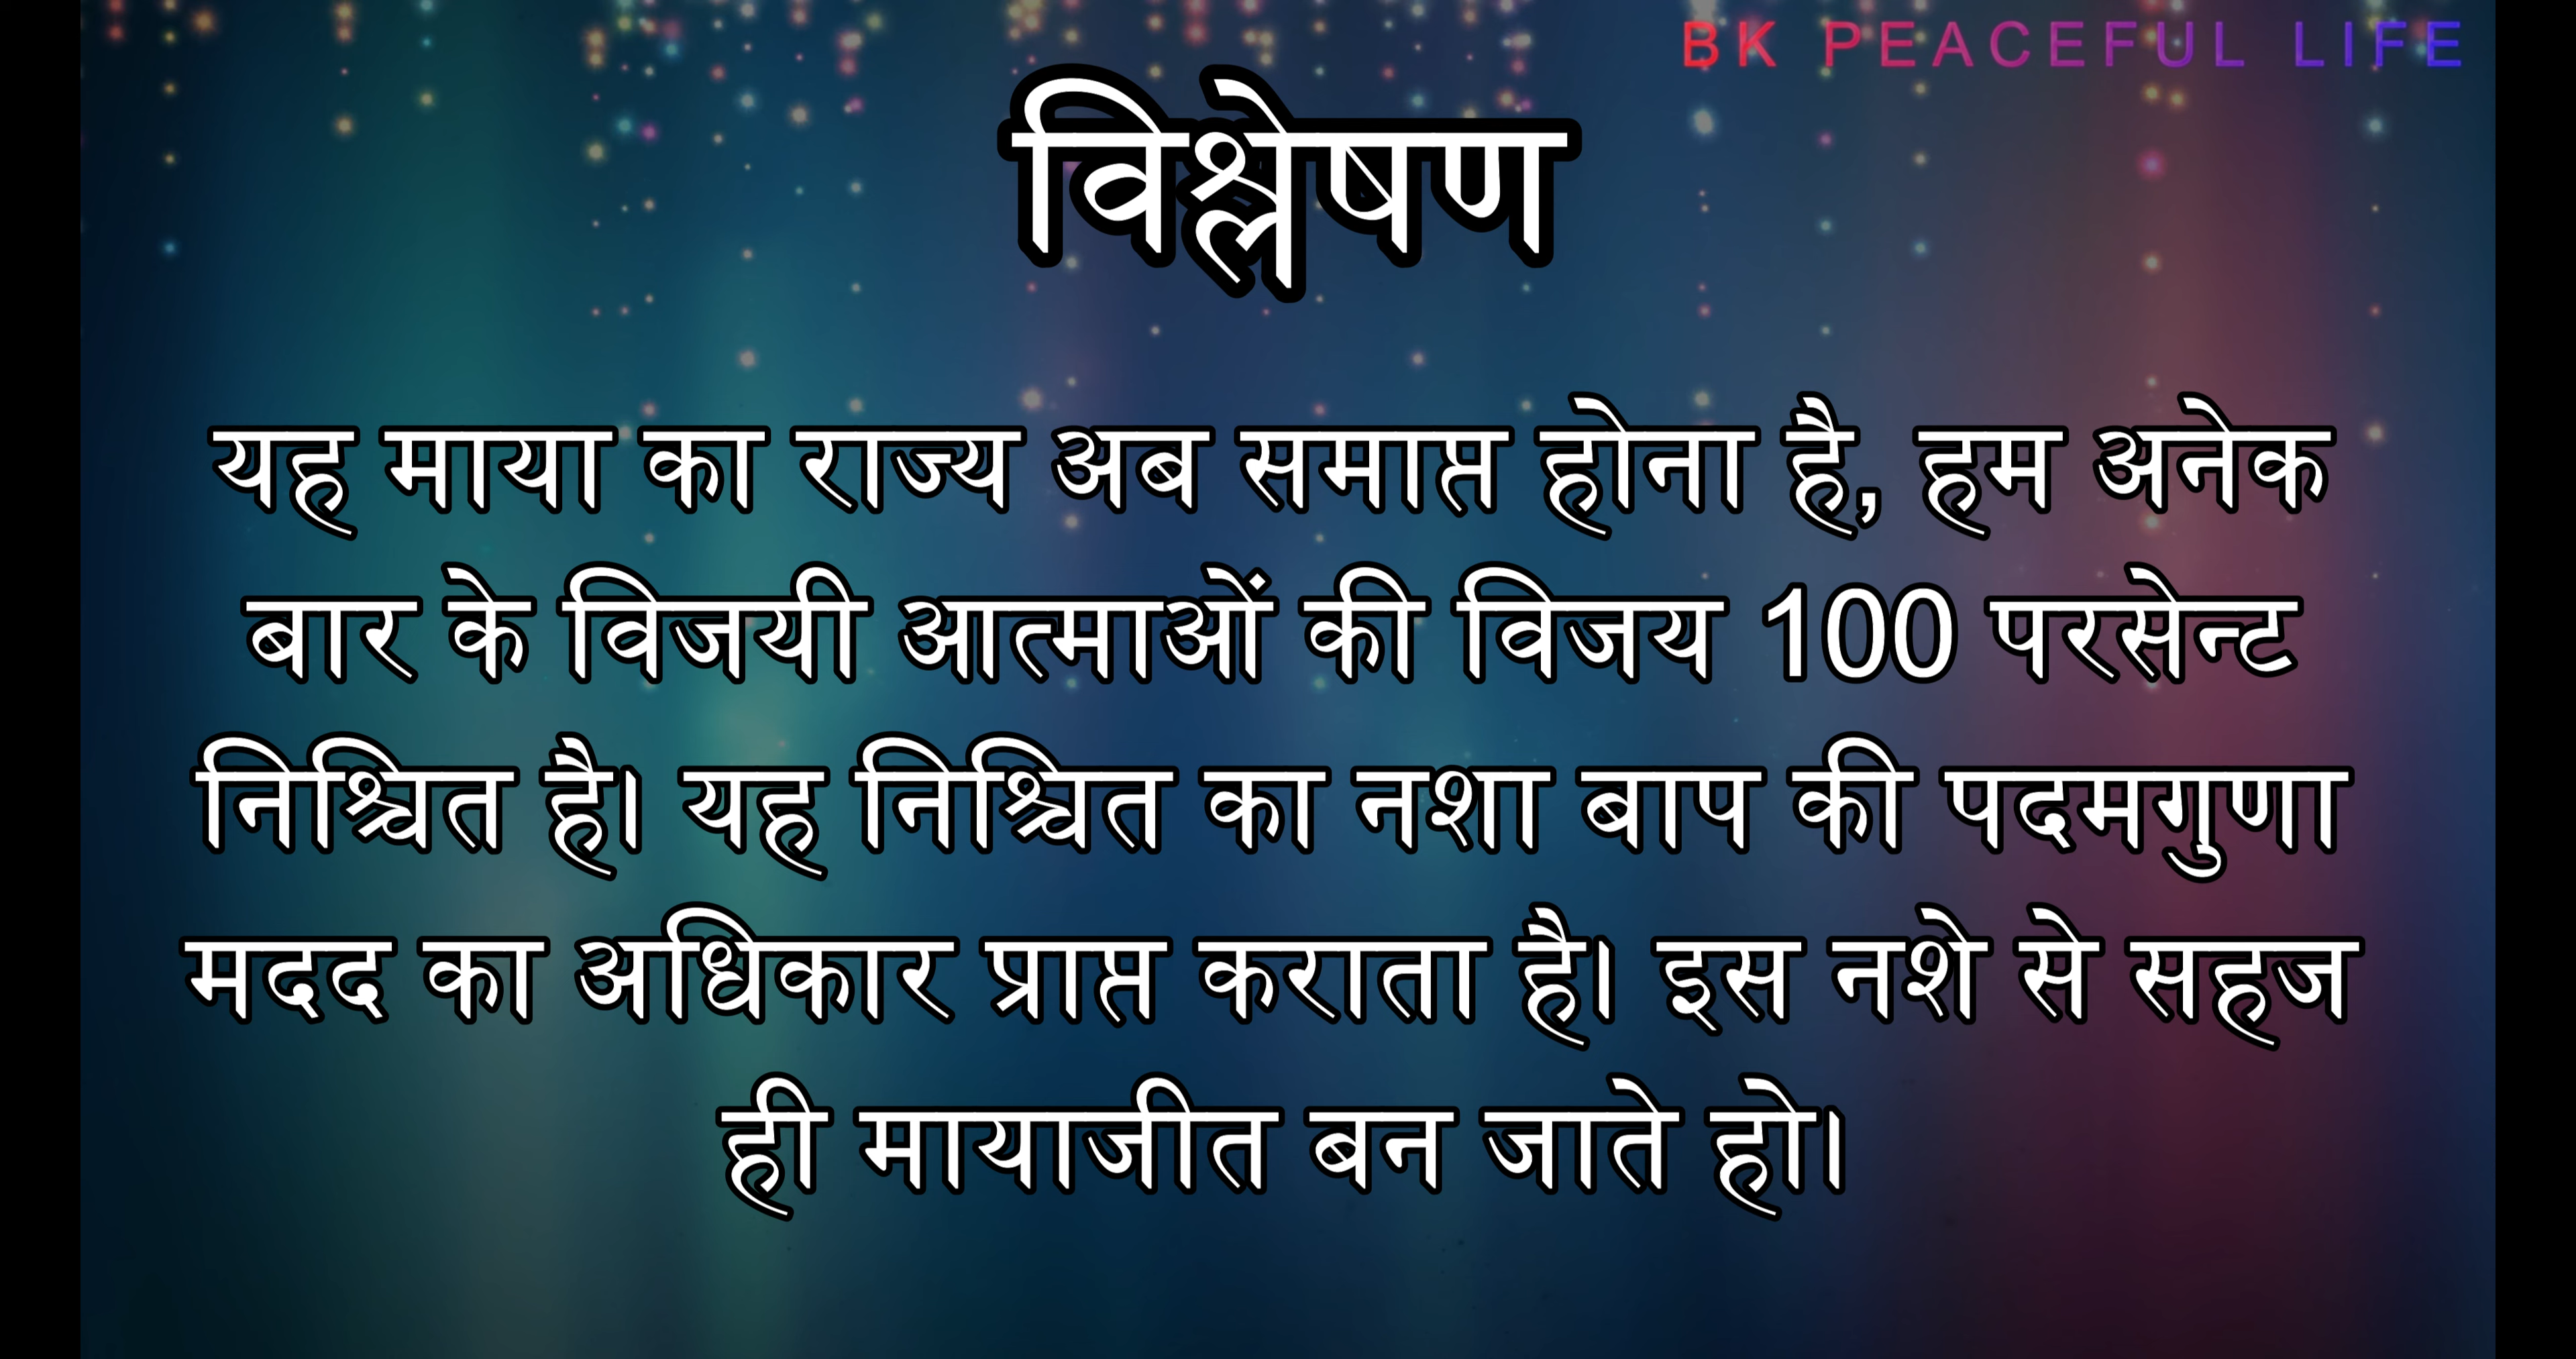 BK PEACEFUL LIFE
विश्लेषण
यह माया का राज्य अब समाप्त होना है, हम अनेक
बार के विजयी आत्माओं की विजय 100 परसेन्ट
निश्चित है। यह निश्चित का नशा बाप की पदमगुणा
मदद का अधिकार प्राप्त कराता है। इस नशे से सहज
ही मायाजीत बन जाते हो।